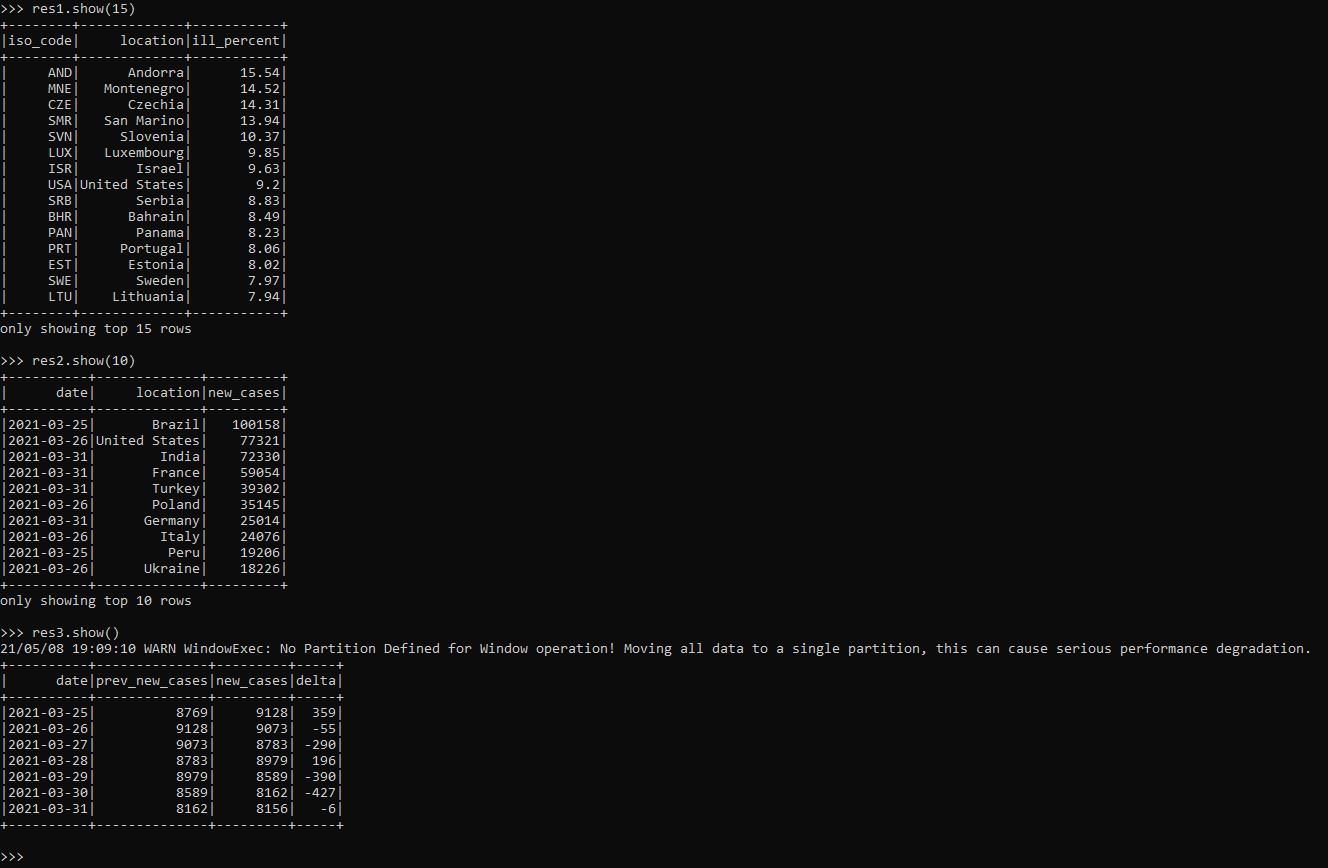 >>> res1.show(15)
+--------+-------------+-----------+
|iso_code|     location|ill_percent|
+--------+-------------+-----------+
|     AND|      Andorra|      15.54|
|     MNE|   Montenegro|      14.52|
|     CZE|      Czechia|      14.31|
|     SMR|   San Marino|      13.94|
|     SVN|     Slovenia|      10.37|
|     LUX|   Luxembourg|       9.85|
|     ISR|       Israel|       9.63|
|     USA|United States|        9.2|
|     SRB|       Serbia|       8.83|
|     BHR|      Bahrain|       8.49|
|     PAN|       Panama|       8.23|
|     PRT|     Portugal|       8.06|
|     EST|      Estonia|       8.02|
|     SWE|       Sweden|       7.97|
|     LTU|    Lithuania|       7.94|
+--------+-------------+-----------+
only showing top 15 rows

>>> res2.show(10)
+----------+-------------+---------+
|      date|     location|new_cases|
+----------+-------------+---------+
|2021-03-25|       Brazil|   100158|
|2021-03-26|United States|    77321|
|2021-03-31|        India|    72330|
|2021-03-31|       France|    59054|
|2021-03-31|       Turkey|    39302|
|2021-03-26|       Poland|    35145|
|2021-03-31|      Germany|    25014|
|2021-03-26|        Italy|    24076|
|2021-03-25|         Peru|    19206|
|2021-03-26|      Ukraine|    18226|
+----------+-------------+---------+
only showing top 10 rows

>>> res3.show()
21/05/08 19:09:10 WARN WindowExec: No Partition Defined for Window operation! Moving all data to a single partition, this can cause serious performance degradation.
+----------+--------------+---------+-----+
|      date|prev_new_cases|new_cases|delta|
+----------+--------------+---------+-----+
|2021-03-25|          8769|     9128|  359|
|2021-03-26|          9128|     9073|  -55|
|2021-03-27|          9073|     8783| -290|
|2021-03-28|          8783|     8979|  196|
|2021-03-29|          8979|     8589| -390|
|2021-03-30|          8589|     8162| -427|
|2021-03-31|          8162|     8156|   -6|
+----------+--------------+---------+-----+

>>>